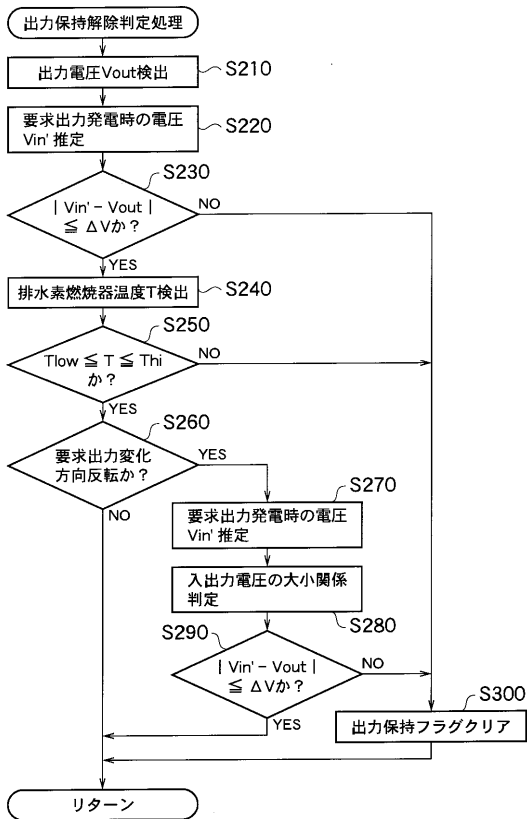 出力保持解除判定処理
出力電圧Vout検出
S210
要求出力発電時の電圧
Vin' 推定
S220
S230
| Vin' - Vout |
≦ ΔVか？
NO
YES
排水素燃焼器温度T検出
S240
S250
Tlow ≦ T ≦ Thi
か？
NO
YES
S260
要求出力変化
方向反転か？
YES
NO
S270
要求出力発電時の電圧
Vin' 推定
入出力電圧の大小関係
判定
S280
S290
| Vin' - Vout |
≦ ΔVか？
NO
YES
S300
出力保持フラグクリア
リターン